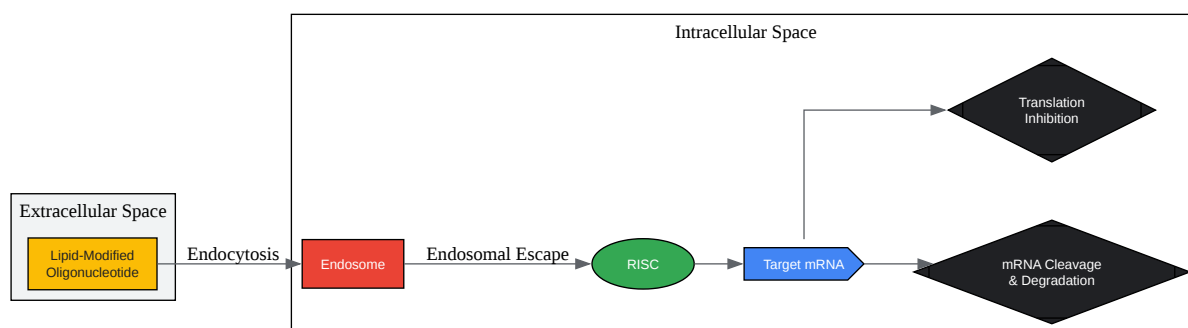 Intracellular Space
Translation
Inhibition
Extracellular Space
Lipid-Modified
Oligonucleotide
Endocytosis
Endosome
Endosomal Escape
RISC
Target mRNA
mRNA Cleavage
& Degradation